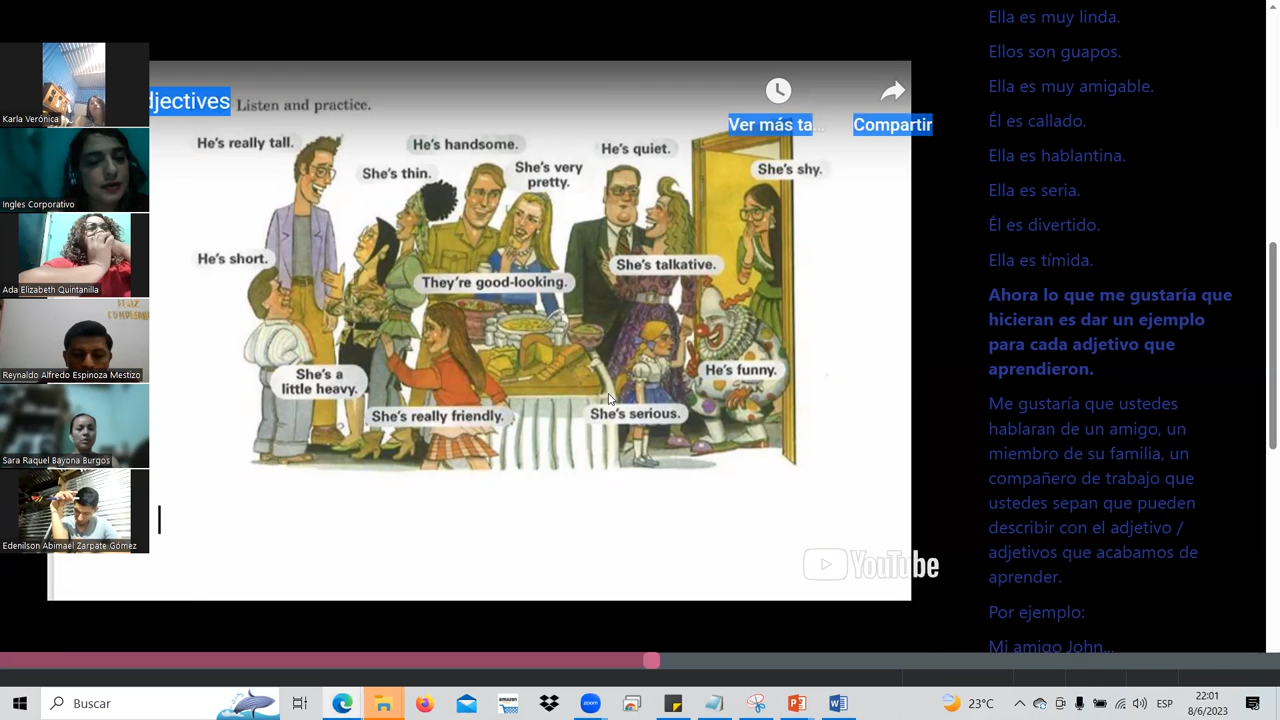 Karla Verónica
Ingles Corporativo
Ada Elizabeth Quintanilla
FELIZ
Reynaldo Alfredo Espinoza Mestizo
Sara Raquel Bayona Burgos
Edenilson Abimael Zarpate Gómez
djectives Listen and practice.
Ver más ta...
Compartir
He's really tall.
He's handsome.
He's quiet.
She's thin.
She's very
pretty.
She's shy.
He's short.
They're good-looking.
She's talkative.
She's a
little heavy.
He's funny.
She's really friendly.
She's serious.
YouTube
Ella es muy linda.
Ellos son guapos.
Ella es muy amigable.
Él es callado.
Ella es hablantina.
Ella es seria.
Él es divertido.
Ella es tímida.
Ahora lo que me gustaría que
hicieran es dar un ejemplo
para cada adjetivo que
aprendieron.
Me gustaría que ustedes
hablaran de un amigo, un
miembro de su familia, un
compañero de trabajo que
ustedes sepan que pueden
describir con el adjetivo /
adjetivos que acabamos de
aprender.
Por ejemplo:
Mi amigo John...
Buscar
amazon
zoom
23°C
ESP
22:01
8/6/2023